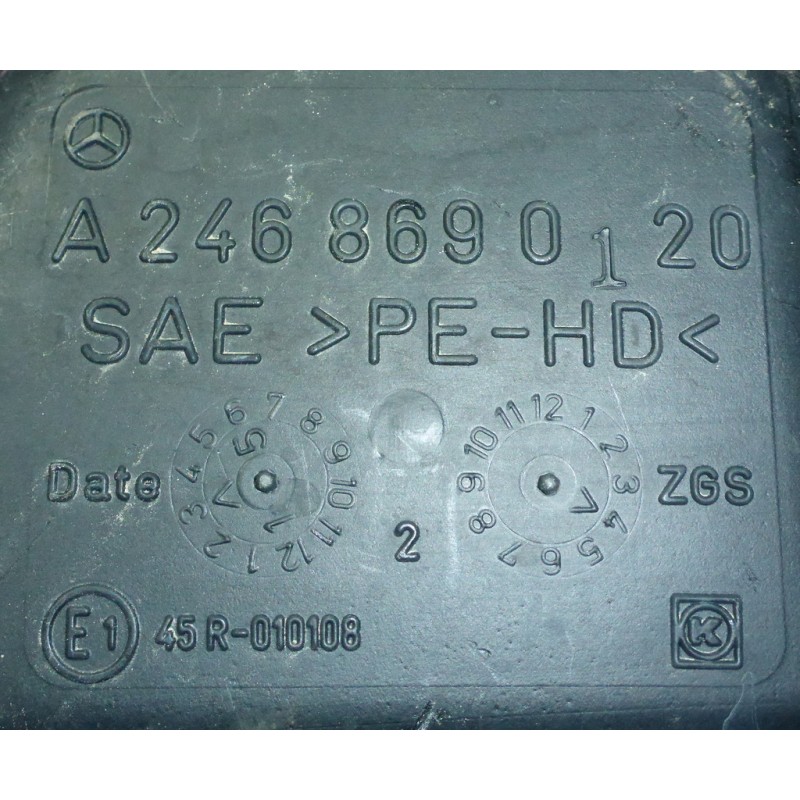 A 246 869 0 1 20
SAE >PE-HD<
Date 1 2 3 4 5 6 7 8 9 10 11 12 < 15 2 1 2 3 4 5 6 7 8 9 10 11 12 < ZGS
E1 45 R-010108 K